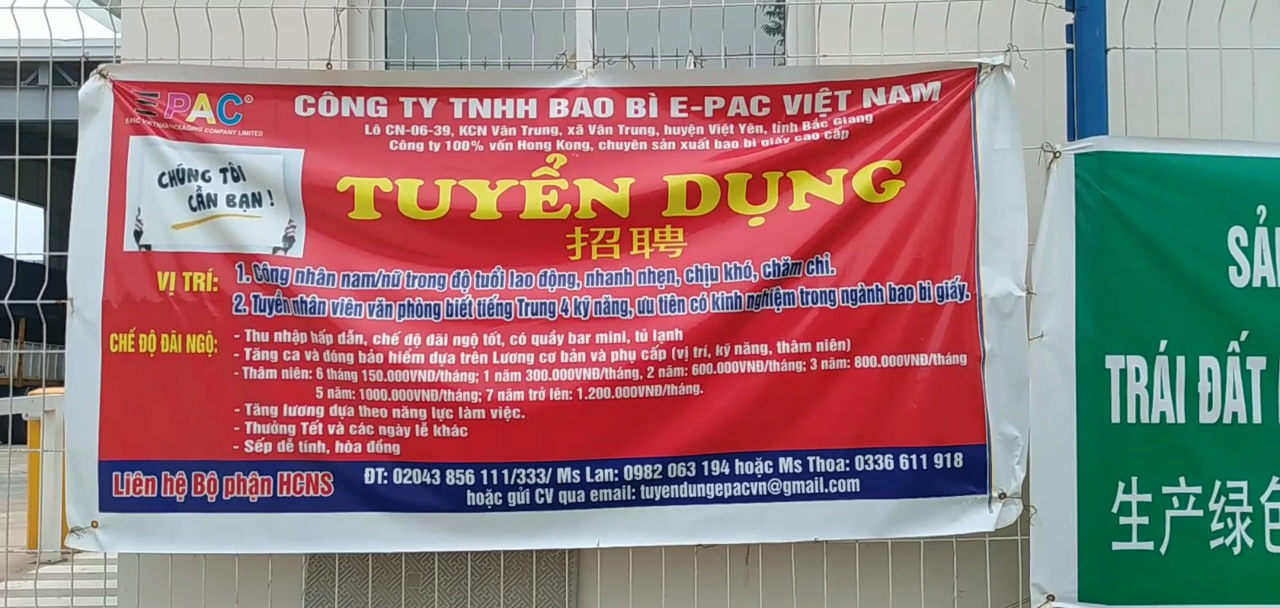 E-PAC®
E-PAC VIETNAM PACKAGING COMPANY LIMITED
CÔNG TY TNHH BAO BÌ E-PAC VIỆT NAM
Lô CN-06-39, KCN Vân Trung, xã Vân Trung, huyện Việt Yên, tỉnh Bắc Giang
Công ty 100% vốn Hong Kong, chuyên sản xuất bao bì giấy cao cấp
CHÚNG TÔI
CẦN BẠN!
TUYỂN DỤNG
招聘
VỊ TRÍ:
1. Công nhân nam/nữ trong độ tuổi lao động, nhanh nhẹn, chịu khó, chăm chỉ.
2. Tuyển nhân viên văn phòng biết tiếng Trung 4 kỹ năng, ưu tiên có kinh nghiệm trong ngành bao bì giấy.
CHẾ ĐỘ ĐÃI NGỘ:
- Thu nhập hấp dẫn, chế độ đãi ngộ tốt, có quầy bar mini, tủ lạnh
- Tăng ca và đóng bảo hiểm dựa trên Lương cơ bản và phụ cấp (vị trí, kỹ năng, thâm niên)
- Thâm niên: 6 tháng 150.000VNĐ/tháng; 1 năm 300.000VNĐ/tháng, 2 năm: 600.000VNĐ/tháng; 3 năm: 800.000VNĐ/tháng
5 năm: 1000.000VNĐ/tháng; 7 năm trở lên: 1.200.000VNĐ/tháng.
- Tăng lương dựa theo năng lực làm việc.
- Thưởng Tết và các ngày lễ khác
- Sếp dễ tính, hòa đồng
Liên hệ Bộ phận HCNS
ĐT: 02043 856 111/333/ Ms Lan: 0982 063 194 hoặc Ms Thoa: 0336 611 918
hoặc gửi CV qua email: tuyendungepacvn@gmail.com
SẢ
TRÁI ĐẤT
生产绿色